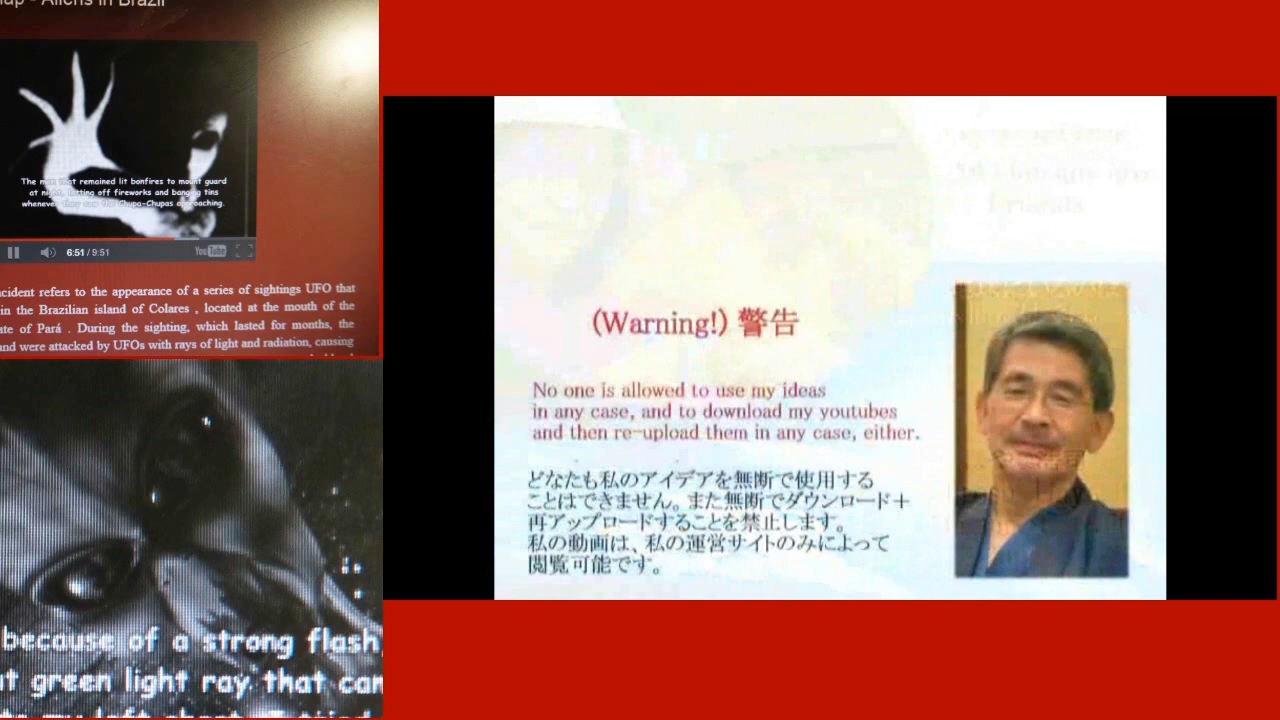 Aliens in Brazil
The men that remained lit bonfires to mount guard
at night, letting off fireworks and banging tins
whenever they saw the Chupa-Chupas approaching.
6:51 / 9:51
YouTube
refers to the appearance of a series of sightings UFO that
in the Brazilian island of Colares , located at the mouth of the
of Pará . During the sighting, which lasted for months, the
were attacked by UFOs with rays of light and radiation, causing
because of a strong flash,
green light ray. that
(Warning!) 警告
No one is allowed to use my ideas
in any case, and to download my youtubes
and then re-upload them in any case, either.
どなたも私のアイデアを無断で使用する
ことはできません。また無断でダウンロード＋
再アップロードすることを禁止します。
私の動画は、私の運営サイトのみによって
閲覧可能です。